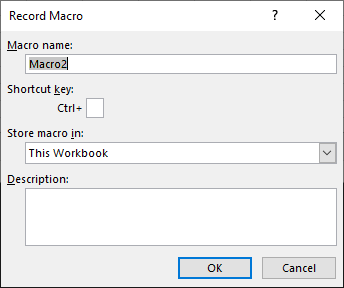 Record Macro
Macro name:
Macro2
Shortcut key:
Ctrl+
Store macro in:
This Workbook
Description:
OK
Cancel